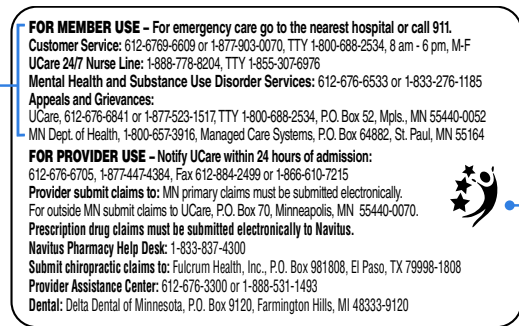 FOR MEMBER USE – For emergency care go to the nearest hospital or call 911.
Customer Service: 612-6769-6609 or 1-877-903-0070, TTY 1-800-688-2534, 8 am - 6 pm, M-F
UCare 24/7 Nurse Line: 1-888-778-8204, TTY 1-855-307-6976
Mental Health and Substance Use Disorder Services: 612-676-6533 or 1-833-276-1185
Appeals and Grievances:
UCare, 612-676-6841 or 1-877-523-1517, TTY 1-800-688-2534, P.O. Box 52, Mpls., MN 55440-0052
MN Dept. of Health, 1-800-657-3916, Managed Care Systems, P.O. Box 64882, St. Paul, MN 55164
FOR PROVIDER USE – Notify UCare within 24 hours of admission:
612-676-6705, 1-877-447-4384, Fax 612-884-2499 or 1-866-610-7215
Provider submit claims to: MN primary claims must be submitted electronically.
For outside MN submit claims to UCare, P.O. Box 70, Minneapolis, MN 55440-0070.
Prescription drug claims must be submitted electronically to Navitus.
Navitus Pharmacy Help Desk: 1-833-837-4300
Submit chiropractic claims to: Fulcrum Health, Inc., P.O. Box 981808, El Paso, TX 79998-1808
Provider Assistance Center: 612-676-3300 or 1-888-531-1493
Dental: Delta Dental of Minnesota, P.O. Box 9120, Farmington Hills, MI 48333-9120